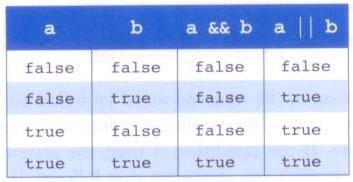 a b a && b a || b
false false false false
false true false true
true false false true
true true true true